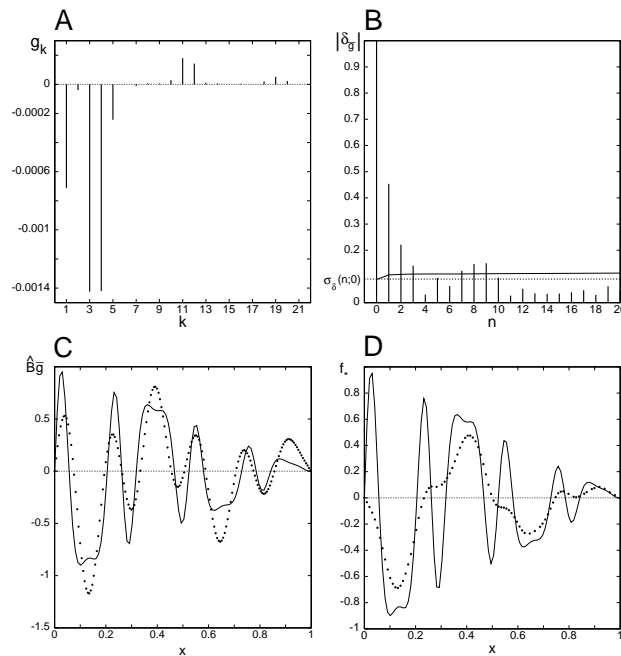 A
g_k
0
-0.0002
-0.0006
-0.001
-0.0014
1 3 5 7 9 11 13 15 17 19 21
k
B
|δ_g̅|
1
0.9
0.8
0.7
0.6
0.5
0.4
0.3
0.2
0.1
σ_δ(n;0)
0
0 2 4 6 8 10 12 14 16 18 20
n
C
B̂g̅
0.5
0
-0.5
-1
-1.5
0 0.2 0.4 0.6 0.8 1
x
D
f_*
1
0.8
0.6
0.4
0.2
0
-0.2
-0.4
-0.6
-0.8
-1
0 0.2 0.4 0.6 0.8 1
x